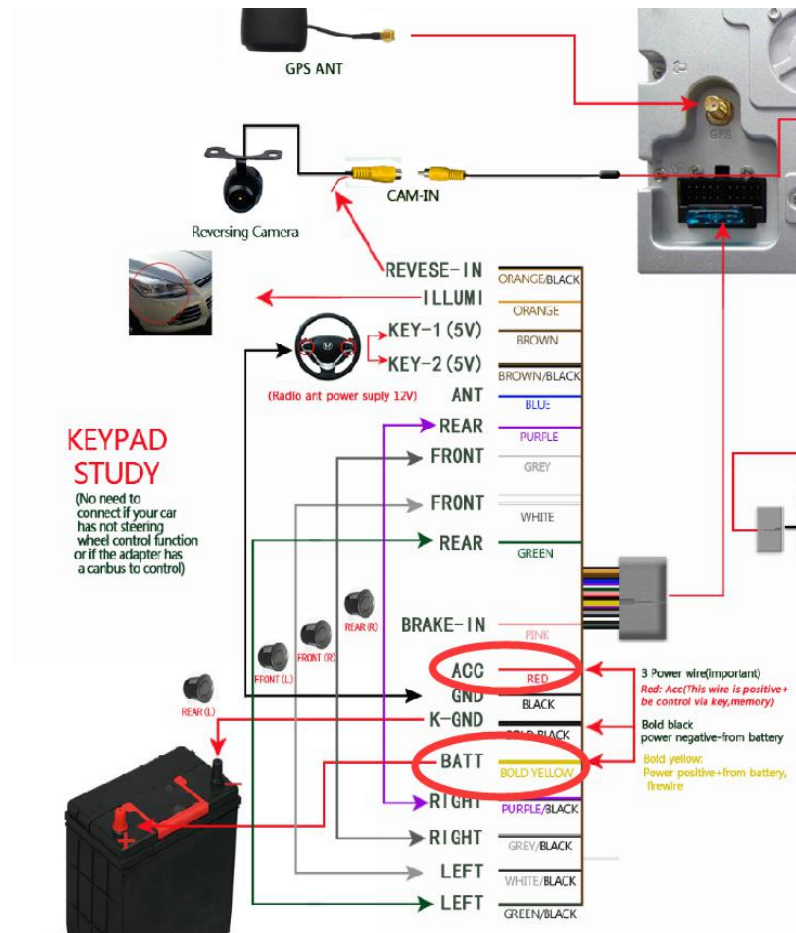 GPS ANT
GPS
CAM-IN
Reversing Camera
REVESE-IN
ORANGE/BLACK
ILLUMI
ORANGE
KEY-1(5V)
BROWN
KEY-2(5V)
BROWN/BLACK
(Radio ant power suply 12V)
ANT
BLUE
REAR
PURPLE
KEYPAD
STUDY
FRONT
GREY
(No need to
connect if your car
has not steering
wheel control function
or if the adapter has
a canbus to control)
FRONT
WHITE
REAR
GREEN
REAR (R)
FRONT (R)
FRONT (L)
REAR (L)
BRAKE-IN
PINK
ACC
RED
3 Power wire(important)
Red: Acc(This wire is positive+
be control via key,memory)
GND
BLACK
K-GND
BOLD BLACK
Bold black
power negative-from battery
BATT
BOLD YELLOW
Bold yellow:
Power positive+from battery,
firewire
RIGHT
PURPLE/BLACK
RIGHT
GREY/BLACK
LEFT
WHITE/BLACK
LEFT
GREEN/BLACK
+
-